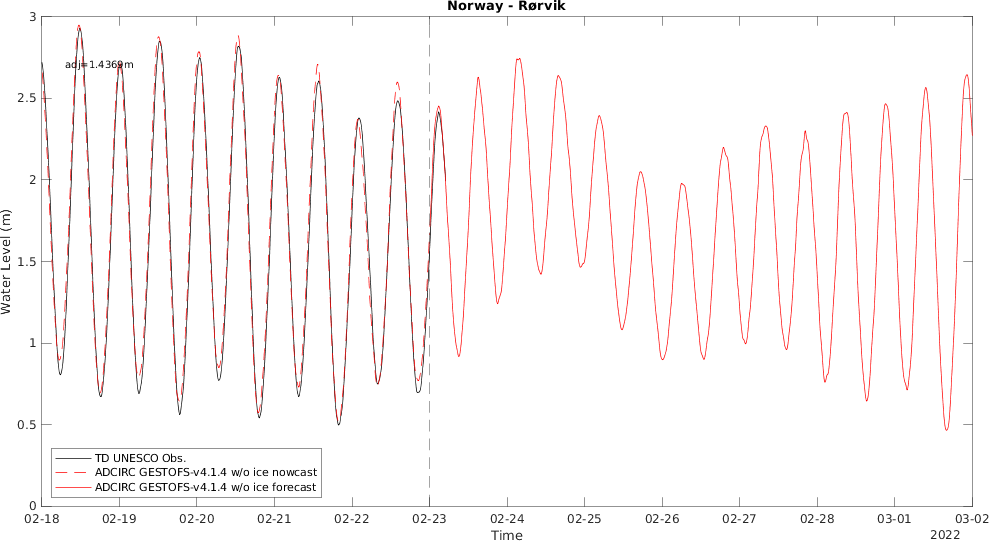 Norway - Rørvik
adj=1.4369m
Water Level (m)
3
2.5
2
1.5
1
0.5
0
TD UNESCO Obs.
ADCIRC GESTOFS-v4.1.4 w/o ice nowcast
ADCIRC GESTOFS-v4.1.4 w/o ice forecast
02-18 02-19 02-20 02-21 02-22 02-23 02-24 02-25 02-26 02-27 02-28 03-01 03-02
Time
2022